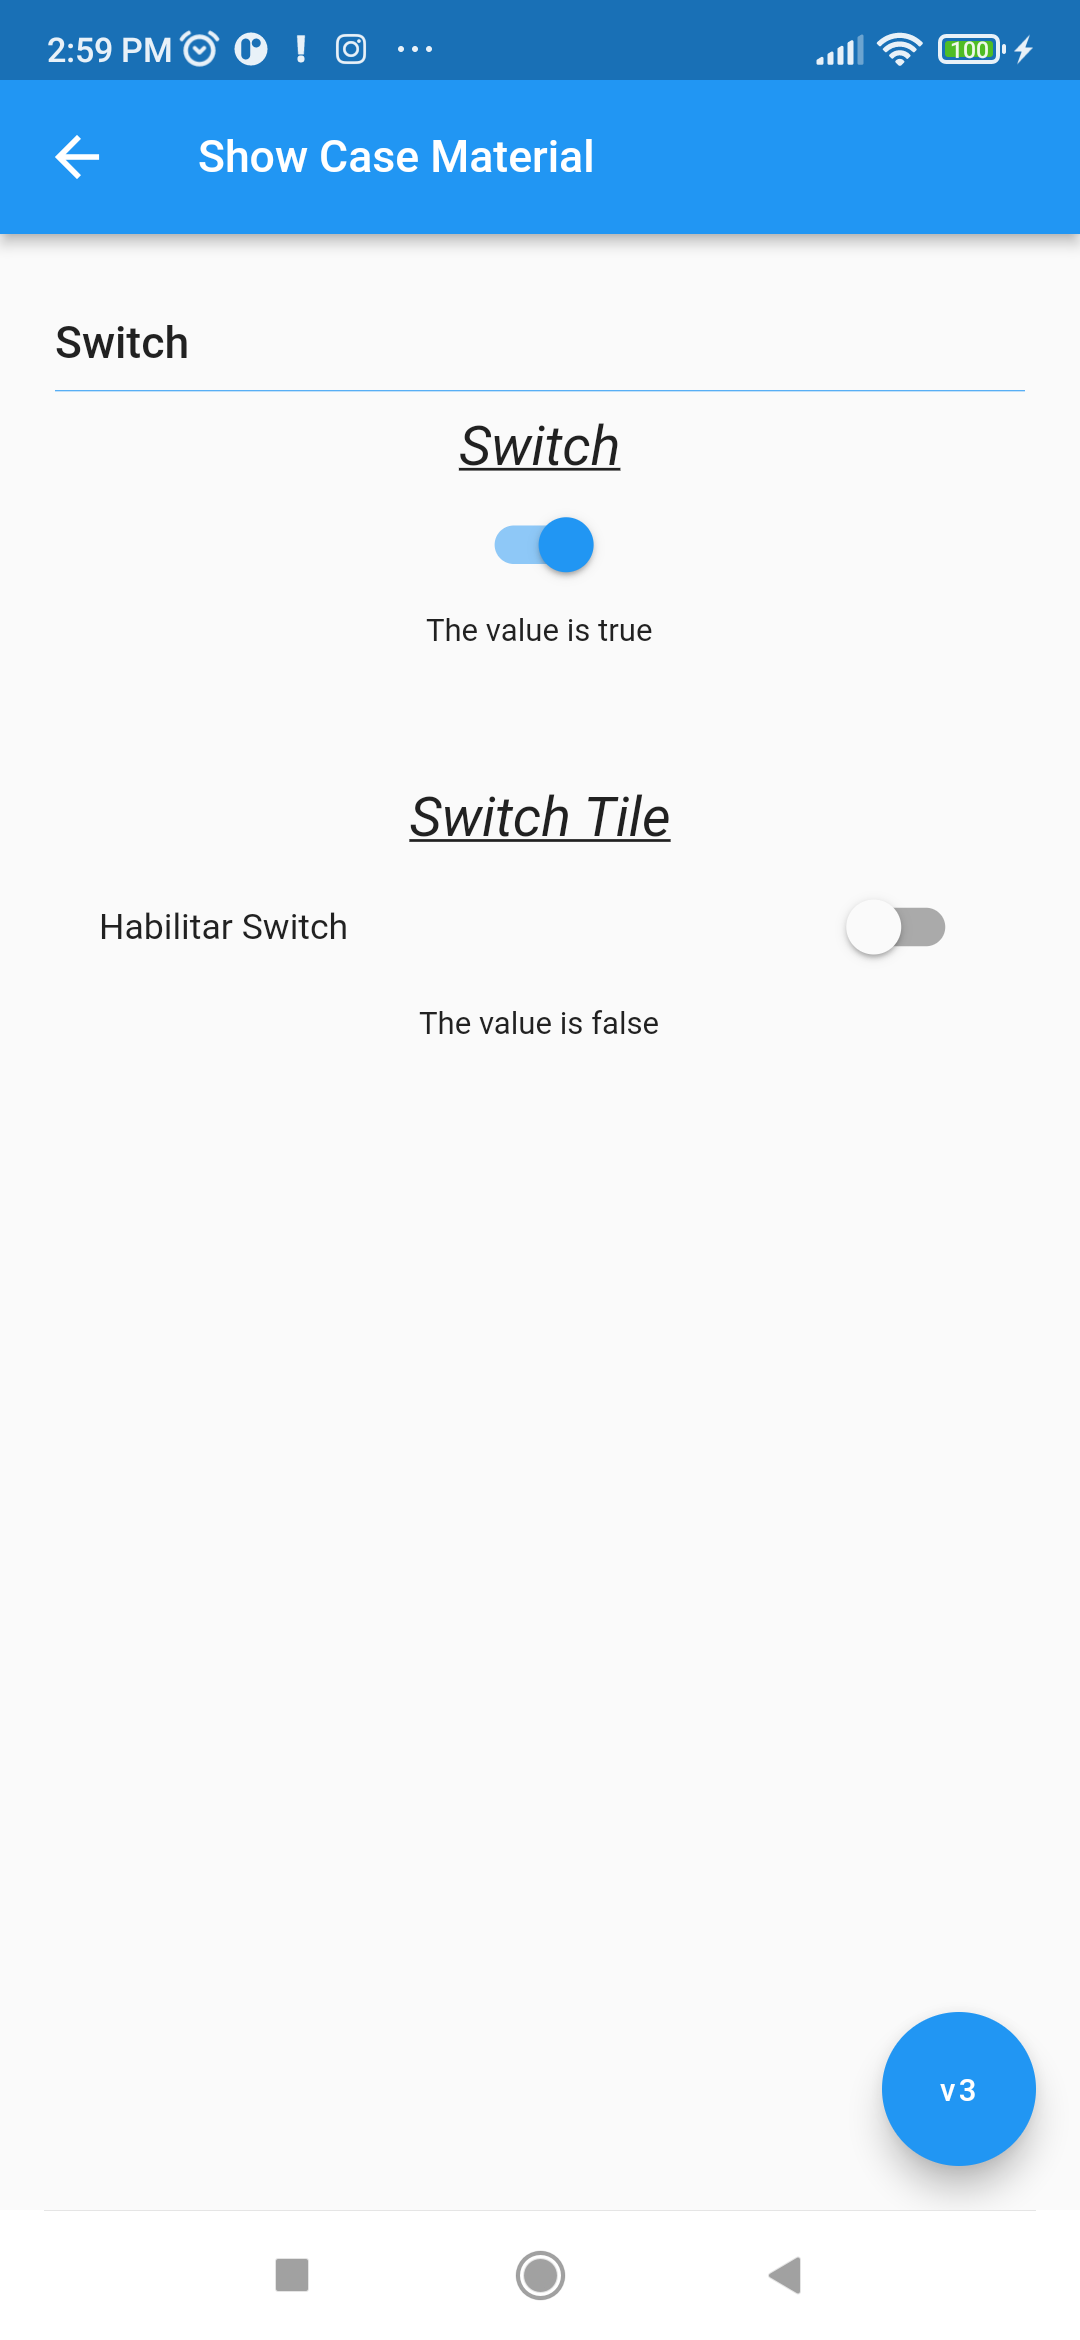 2:59 PM 100
Show Case Material
Switch
Switch
The value is true
Switch Tile
Habilitar Switch
The value is false
v3